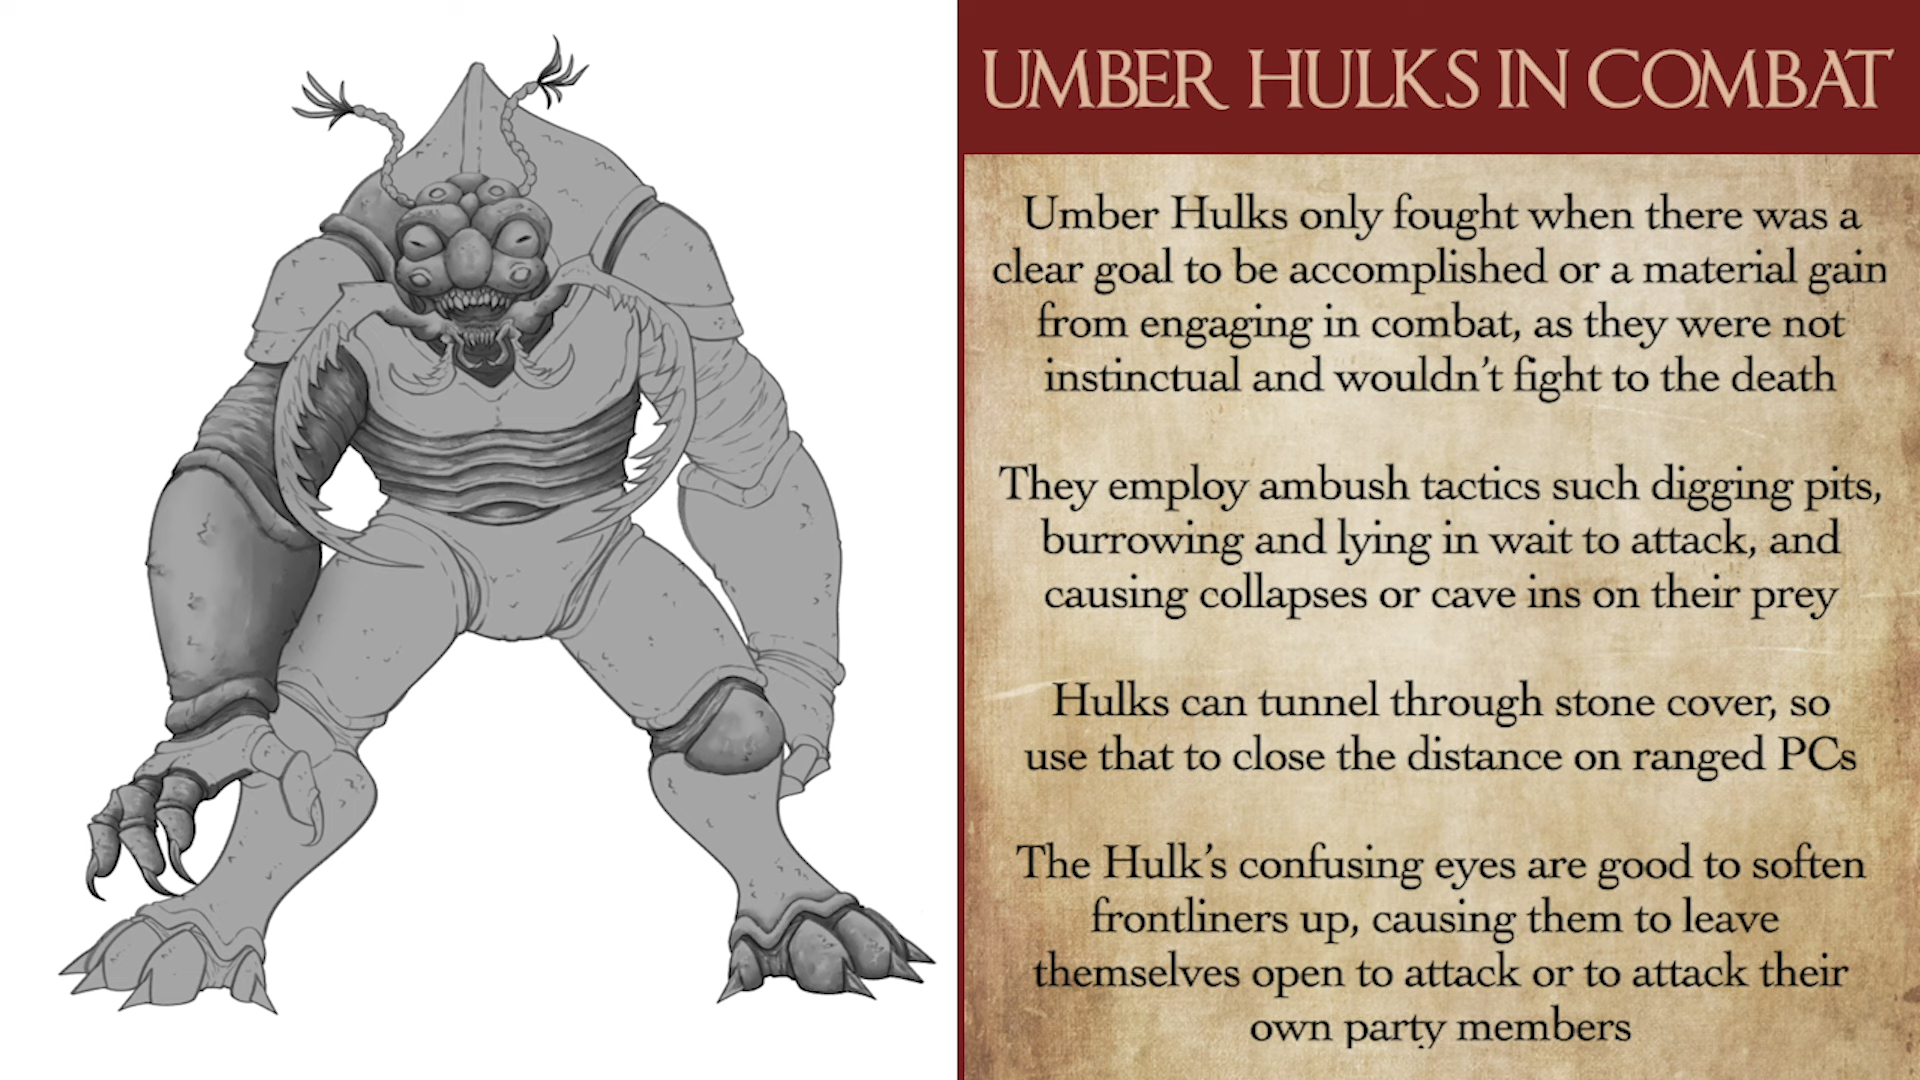 UMBER HULKS IN COMBAT
Umber Hulks only fought when there was a
clear goal to be accomplished or a material gain
from engaging in combat, as they were not
instinctual and wouldn't fight to the death
They employ ambush tactics such digging pits,
burrowing and lying in wait to attack, and
causing collapses or cave ins on their prey
Hulks can tunnel through stone cover, so
use that to close the distance on ranged PCs
The Hulk's confusing eyes are good to soften
frontliners up, causing them to leave
themselves open to attack or to attack their
own party members